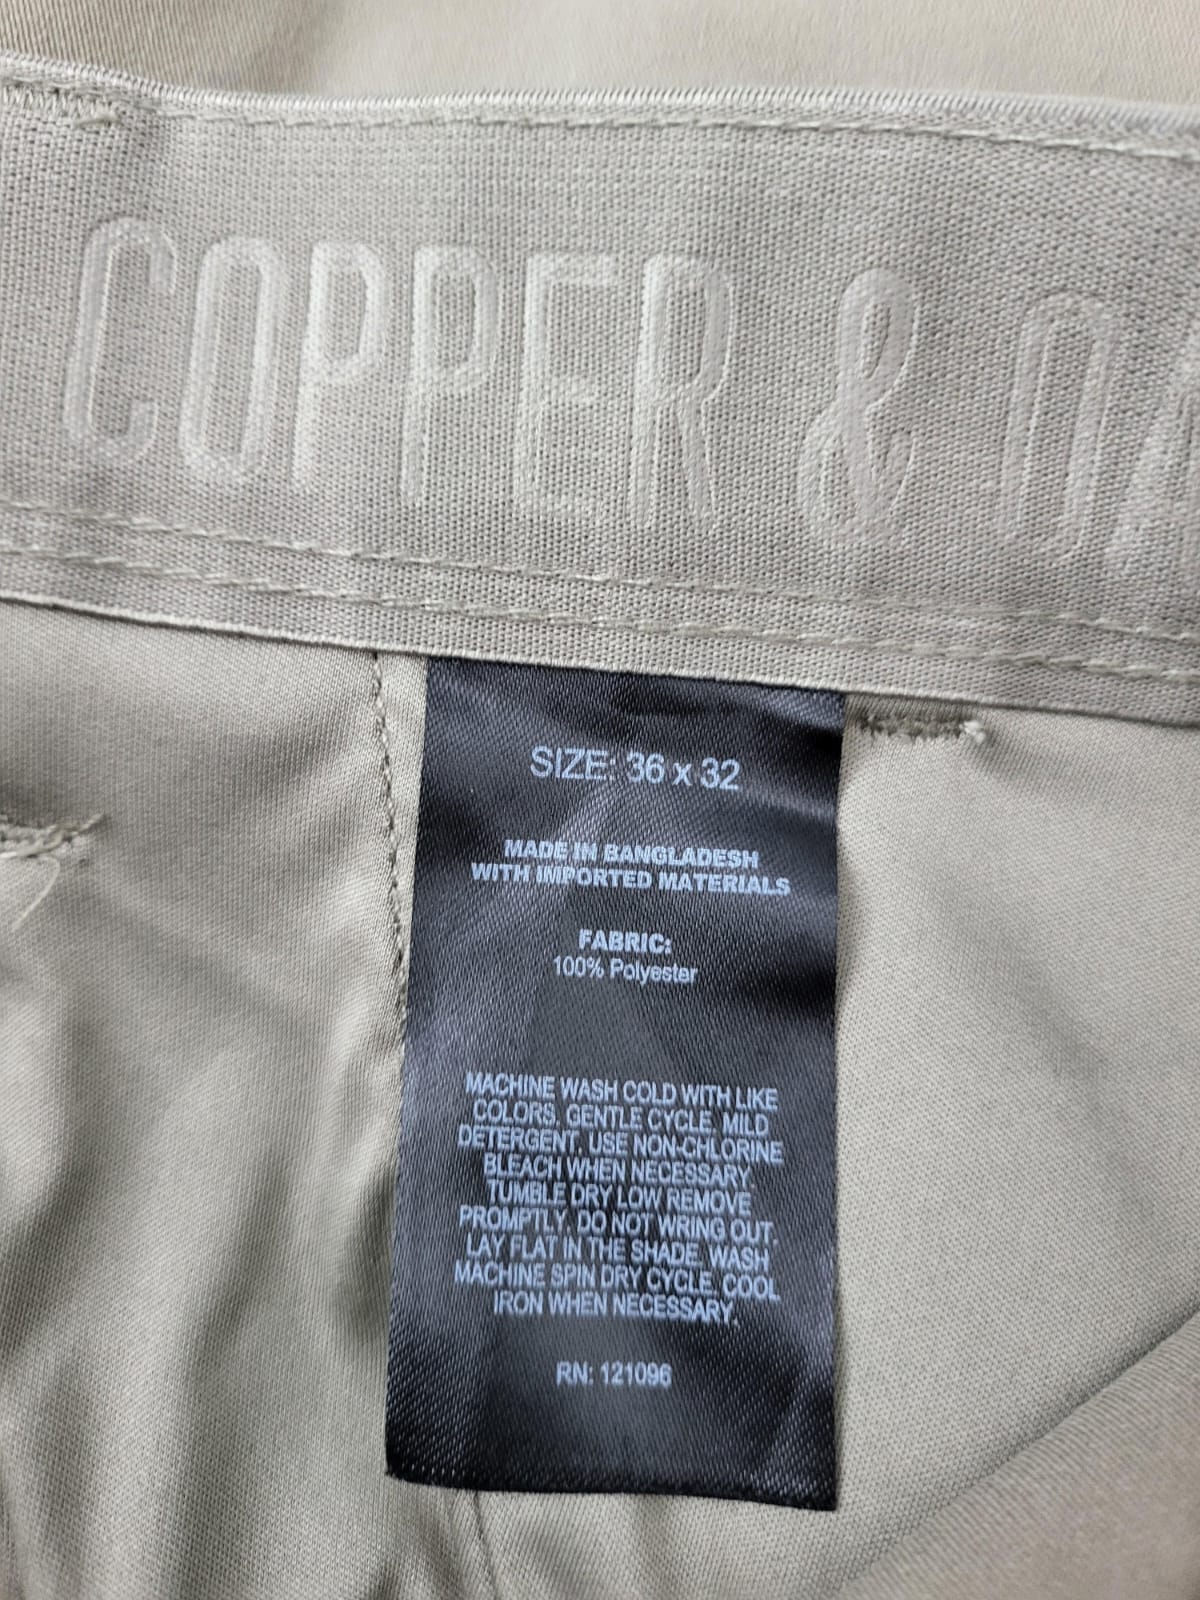 COPPER &
SIZE: 36 x 32
MADE IN BANGLADESH
WITH IMPORTED MATERIALS
FABRIC:
100% Polyester
MACHINE WASH COLD WITH LIKE
COLORS. GENTLE CYCLE. MILD
DETERGENT. USE NON-CHLORINE
BLEACH WHEN NECESSARY
TUMBLE DRY LOW REMOVE
PROMPTLY. DO NOT WRING OUT.
LAY FLAT IN THE SHADE. WASH
MACHINE SPIN DRY CYCLE. COOL
IRON WHEN NECESSARY.
RN: 121096